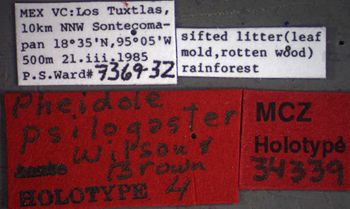 MEX VC:Los Tuxtlas,
10km NNW Sontecoma-
pan 18°35'N,95°05'W
500m 21.iii.1985
P.S.Ward# 7369-32
sifted litter(leaf
mold,rotten wood)
rainforest
Pheidole
psilogaster
Wilson &
Brown
HOLOTYPE 4
MCZ
Holotype
34339